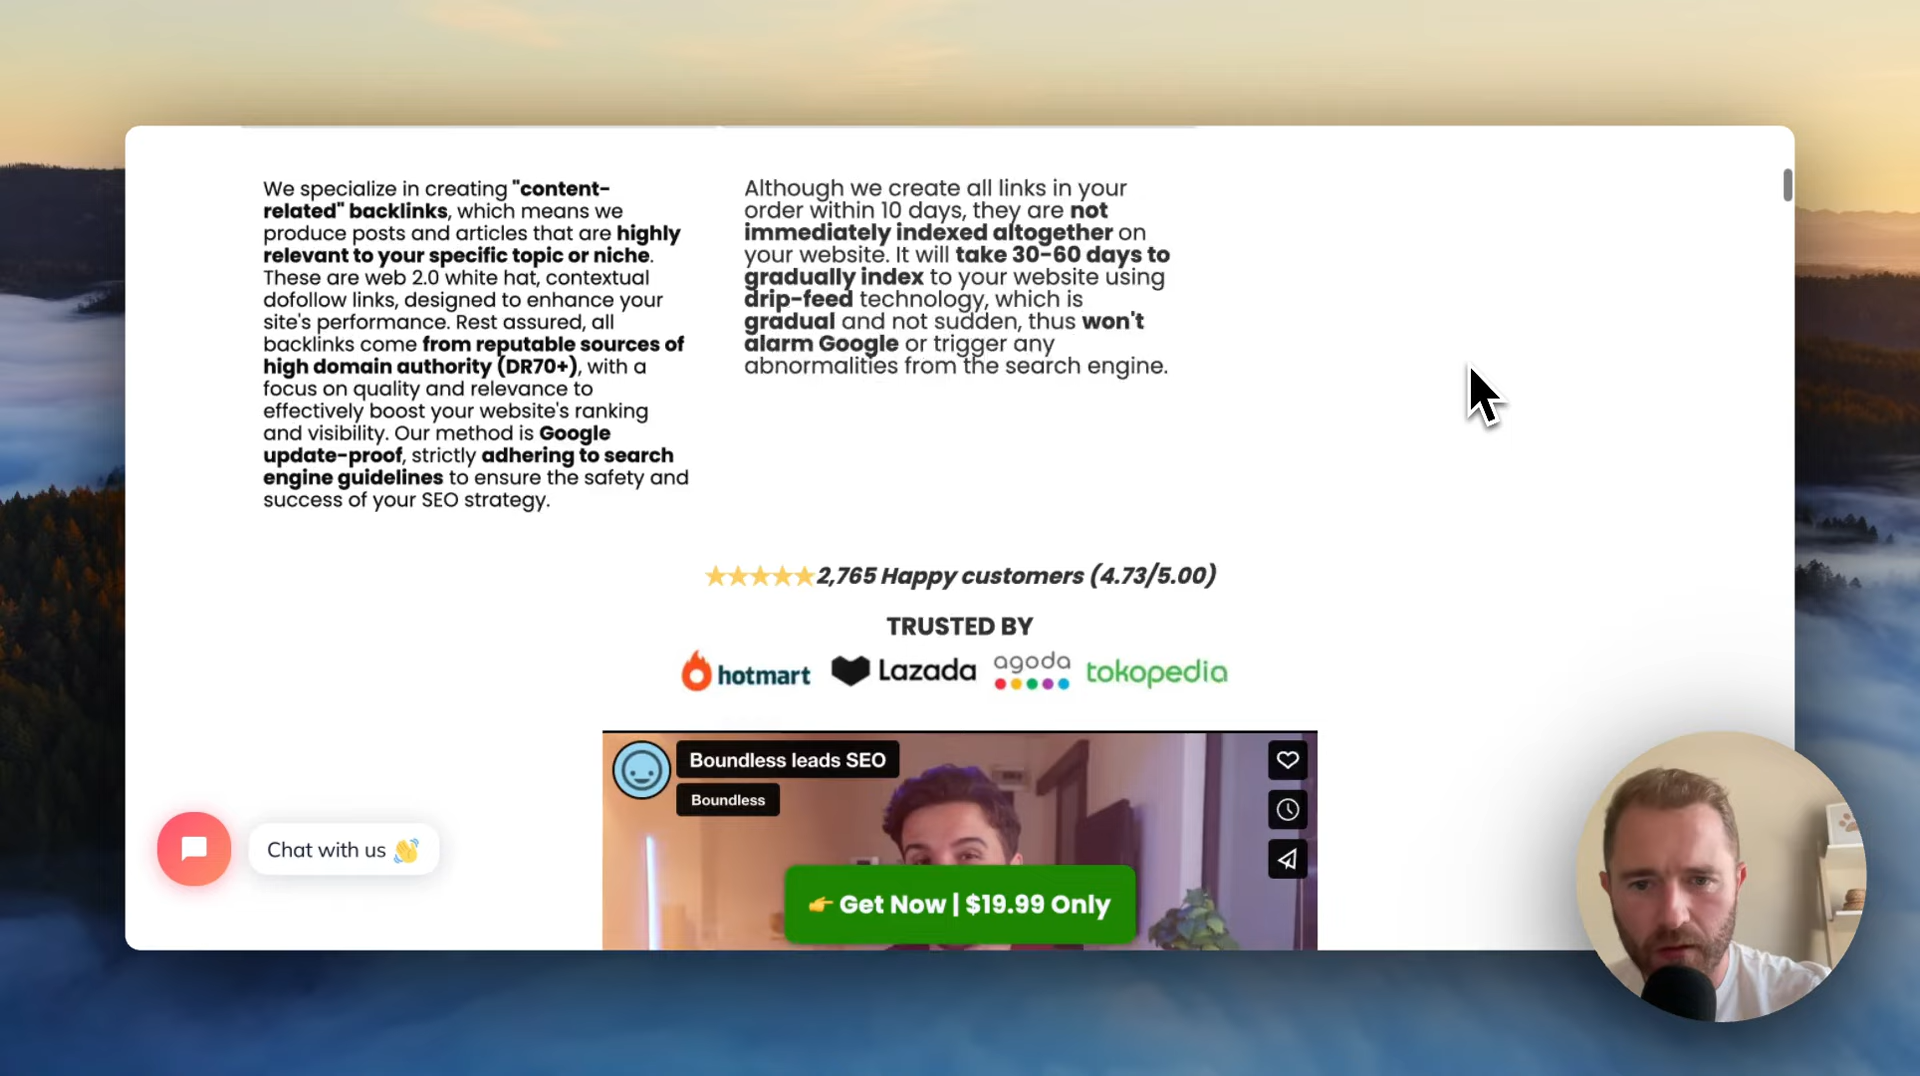 We specialize in creating "content-
related" backlinks, which means we
produce posts and articles that are highly
relevant to your specific topic or niche.
These are web 2.0 white hat, contextual
dofollow links, designed to enhance your
site's performance. Rest assured, all
backlinks come from reputable sources of
high domain authority (DR70+), with a
focus on quality and relevance to
effectively boost your website's ranking
and visibility. Our method is Google
update-proof, strictly adhering to search
engine guidelines to ensure the safety and
success of your SEO strategy.
Although we create all links in your
order within 10 days, they are not
immediately indexed altogether on
your website. It will take 30-60 days to
gradually index to your website using
drip-feed technology, which is
gradual and not sudden, thus won't
alarm Google or trigger any
abnormalities from the search engine.
2,765 Happy customers (4.73/5.00)
TRUSTED BY
hotmart Lazada agoda tokopedia
Boundless leads SEO
Boundless
Chat with us
Get Now | $19.99 Only